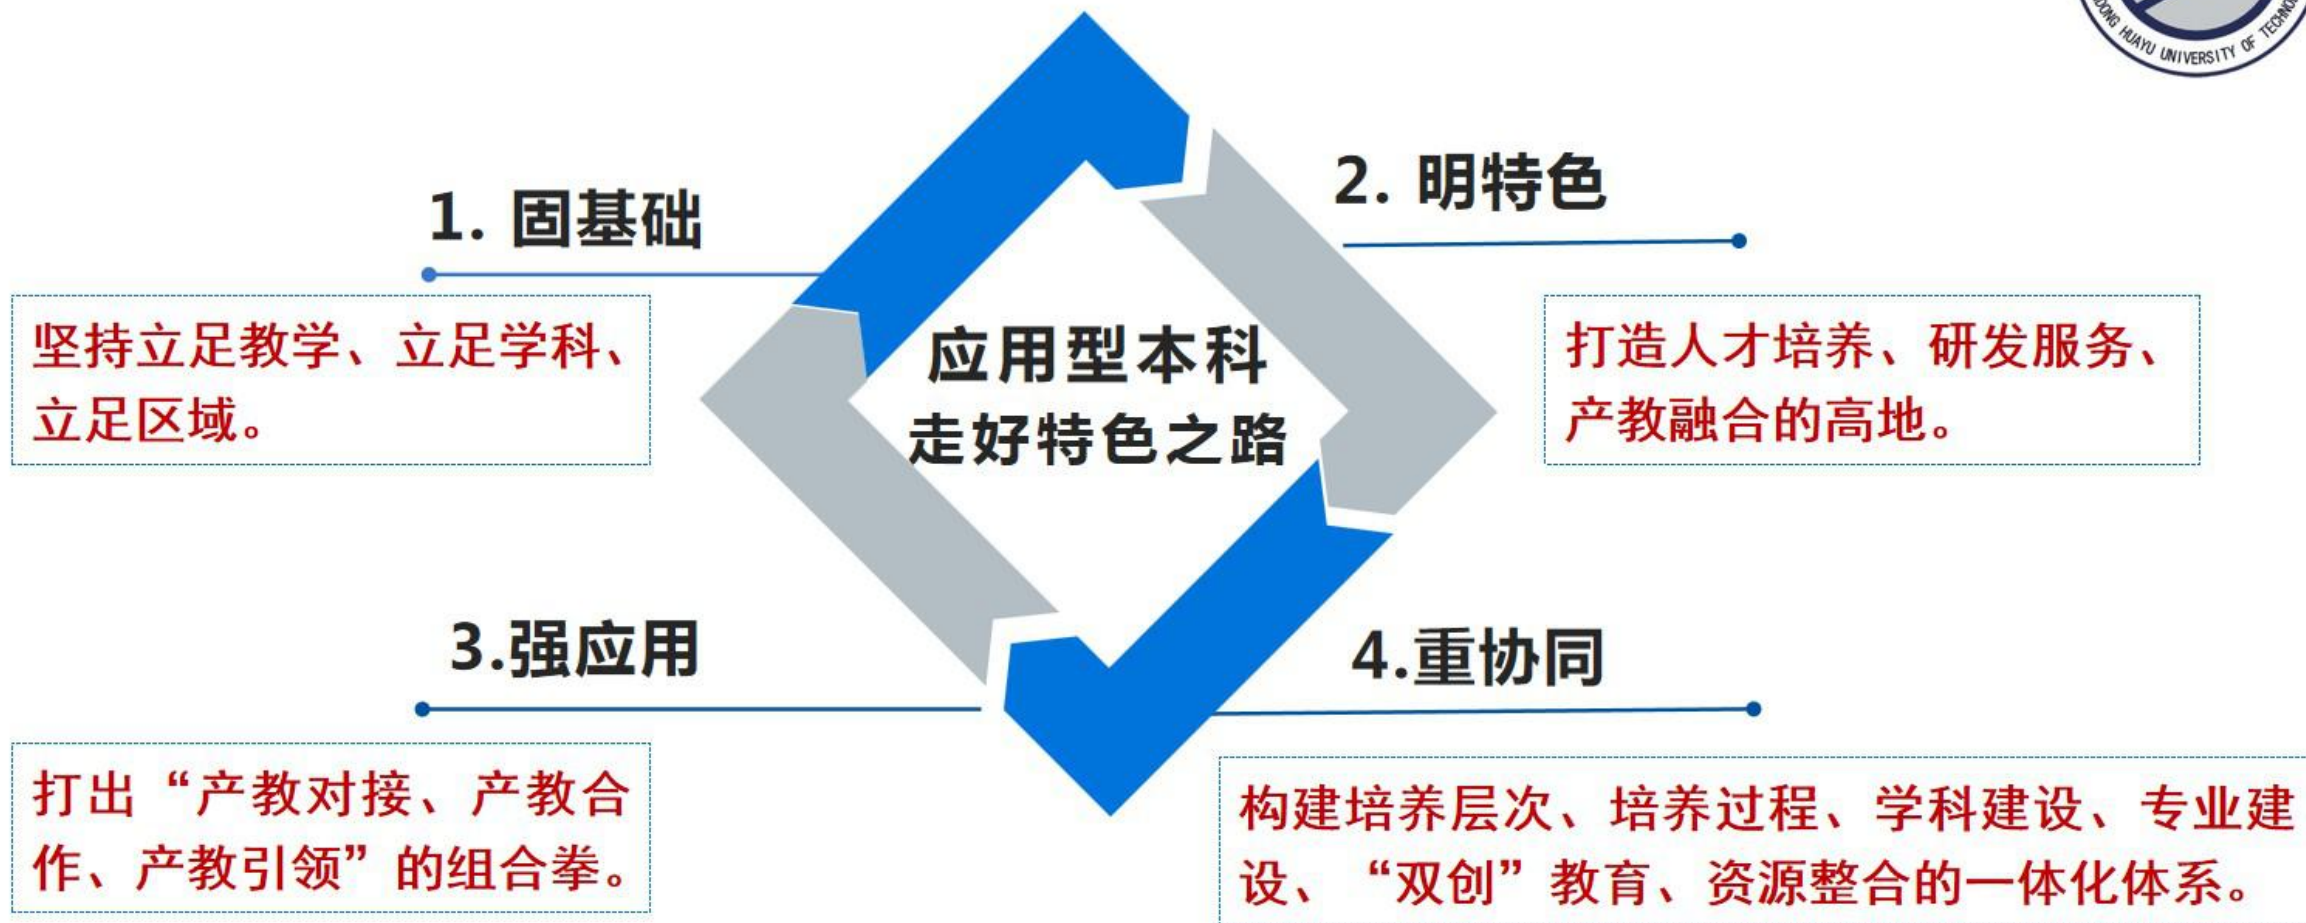 HUAYU UNIVERSITY OF
1. 固基础
2. 明特色
坚持立足教学、立足学科、
立足区域。
应用型本科
走好特色之路
打造人才培养、研发服务、
产教融合的高地。
3.强应用
4.重协同
打出“产教对接、产教合
作、产教引领”的组合拳。
构建培养层次、培养过程、学科建设、专业建
设、“双创”教育、资源整合的一体化体系。